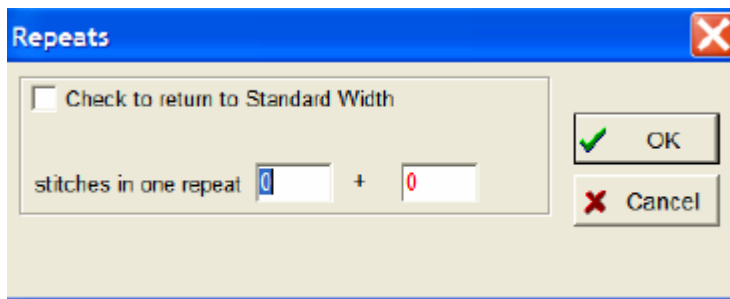 Repeats
Check to return to Standard Width
OK
stitches in one repeat 0 + 0
Cancel